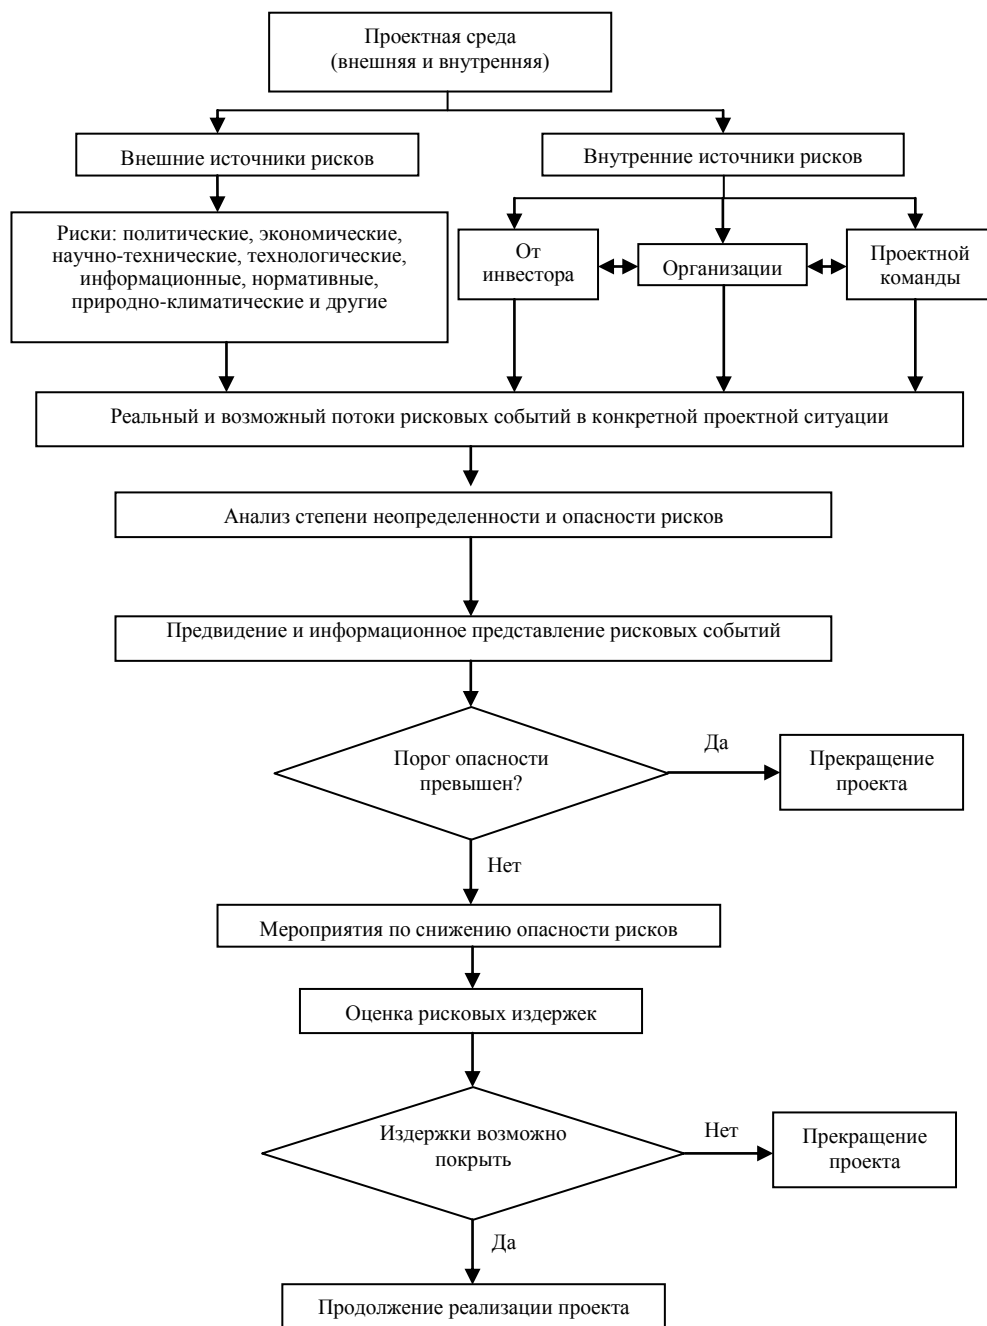 Проектная среда
(внешняя и внутренняя)
Внешние источники рисков
Внутренние источники рисков
Риски: политические, экономические,
научно-технические, технологические,
информационные, нормативные,
природно-климатические и другие
От
инвестора
Организации
Проектной
команды
Реальный и возможный потоки рисковых событий в конкретной проектной ситуации
Анализ степени неопределенности и опасности рисков
Предвидение и информационное представление рисковых событий
Порог опасности
превышен?
Да
Прекращение
проекта
Нет
Мероприятия по снижению опасности рисков
Оценка рисковых издержек
Издержки возможно
покрыть
Нет
Прекращение
проекта
Да
Продолжение реализации проекта